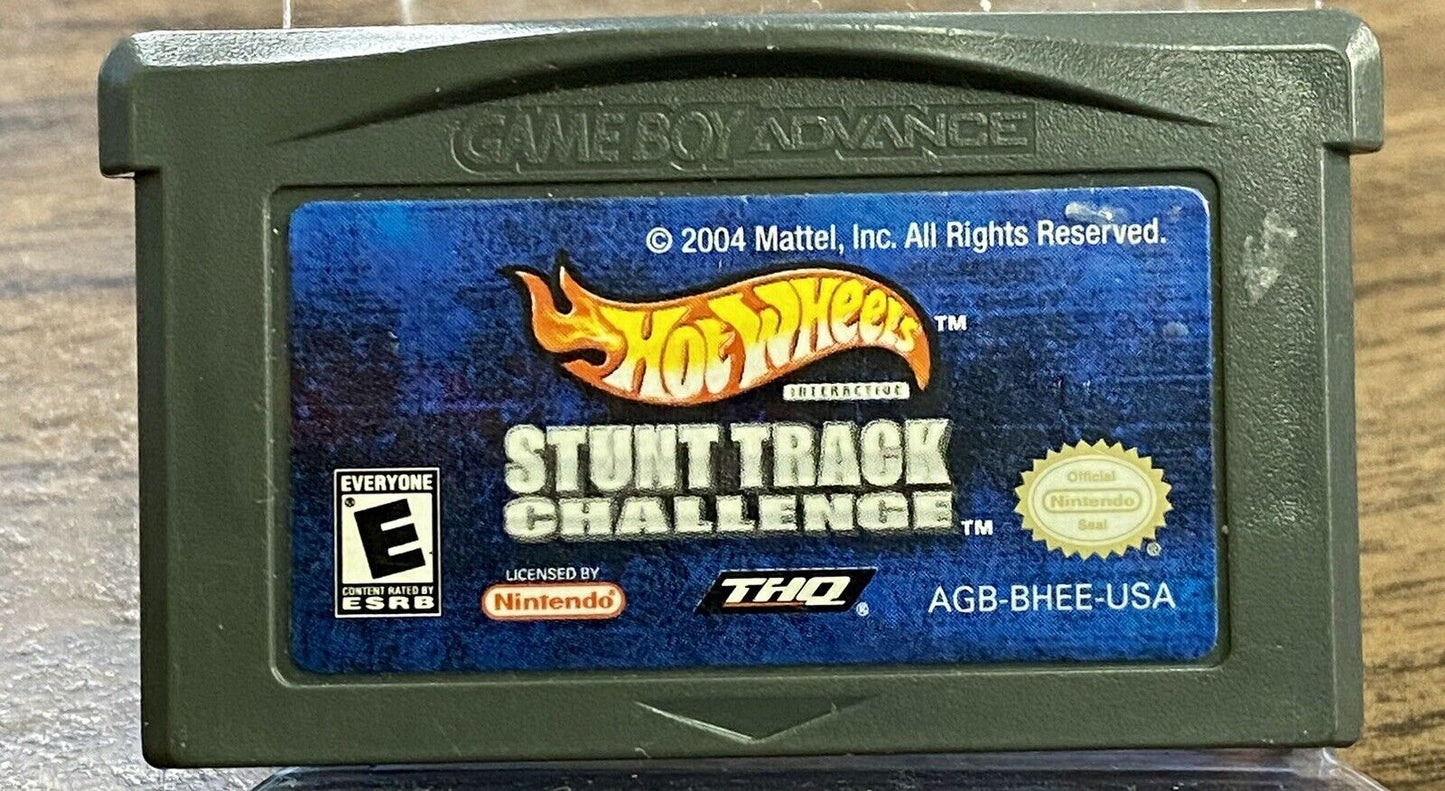 GAME BOY ADVANCE
© 2004 Mattel, Inc. All Rights Reserved.
HOT WHEELS ™
INTERACTIVE
STUNT TRACK
CHALLENGE ™
EVERYONE
E ®
CONTENT RATED BY
ESRB
LICENSED BY
Nintendo ®
THQ ®
Official
Nintendo
Seal ®
AGB-BHEE-USA